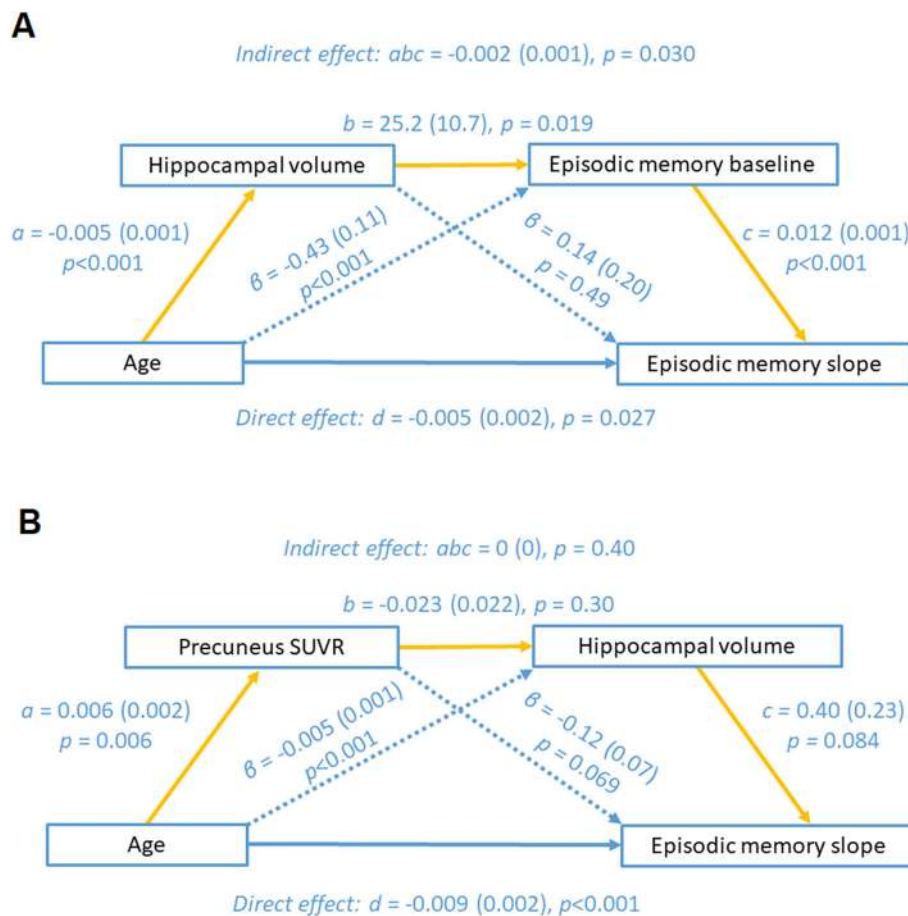 A
Indirect effect: abc = -0.002 (0.001), p = 0.030
b = 25.2 (10.7), p = 0.019
Hippocampal volume
Episodic memory baseline
a = -0.005 (0.001)
p<0.001
β = -0.43 (0.11)
p<0.001
β = 0.14 (0.20)
p = 0.49
c = 0.012 (0.001)
p<0.001
Age
Episodic memory slope
Direct effect: d = -0.005 (0.002), p = 0.027
B
Indirect effect: abc = 0 (0), p = 0.40
b = -0.023 (0.022), p = 0.30
Precuneus SUVR
Hippocampal volume
a = 0.006 (0.002)
p = 0.006
β = -0.005 (0.001)
p<0.001
β = -0.12 (0.07)
p = 0.069
c = 0.40 (0.23)
p = 0.084
Age
Episodic memory slope
Direct effect: d = -0.009 (0.002), p<0.001